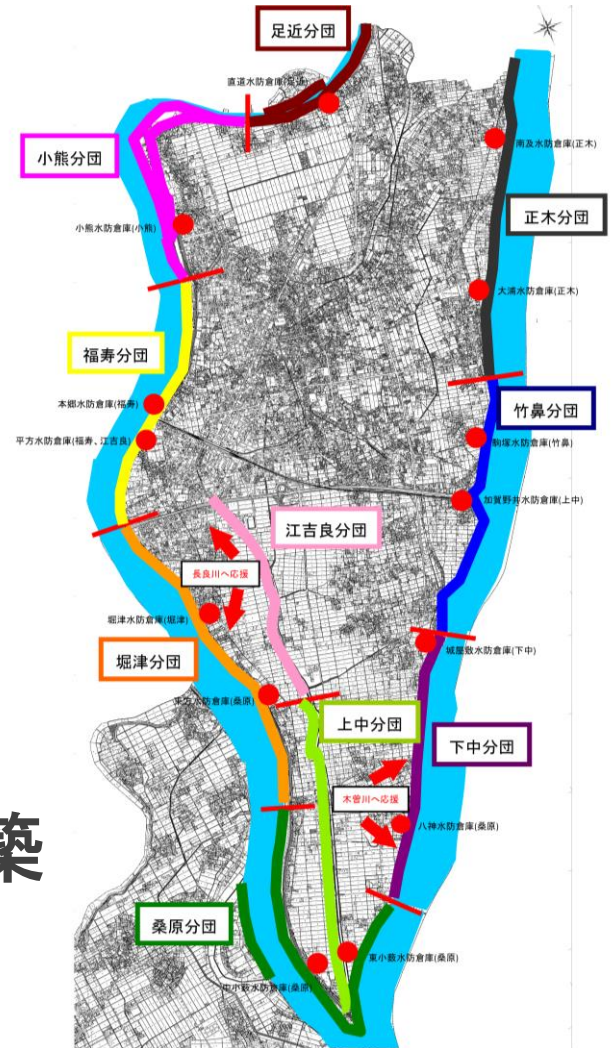 足近分団
直道水防倉庫(足近)
小熊分団
南及水防倉庫(正木)
正木分団
小熊水防倉庫(小熊)
大浦水防倉庫(正木)
福寿分団
竹鼻分団
本郷水防倉庫(福寿)
平方水防倉庫(福寿、江吉良)
駒塚水防倉庫(竹鼻)
加賀野井水防倉庫(上中)
江吉良分団
長良川へ応援
堀津水防倉庫(堀津)
城屋敷水防倉庫(下中)
堀津分団
東方水防倉庫(桑原)
上中分団
下中分団
木曽川へ応援
八神水防倉庫(桑原)
築
桑原分団
東小薮水防倉庫(桑原)
中小薮水防倉庫(桑原)